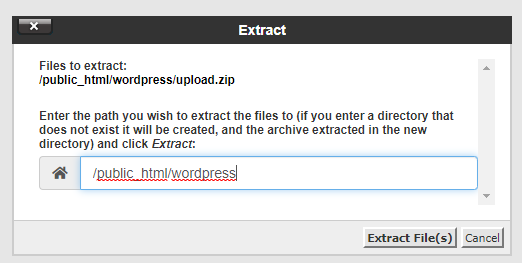 Extract
Files to extract:
/public_html/wordpress/upload.zip
Enter the path you wish to extract the files to (if you enter a directory that
does not exist it will be created, and the archive extracted in the new
directory) and click Extract:
/public_html/wordpress
Extract File(s) Cancel